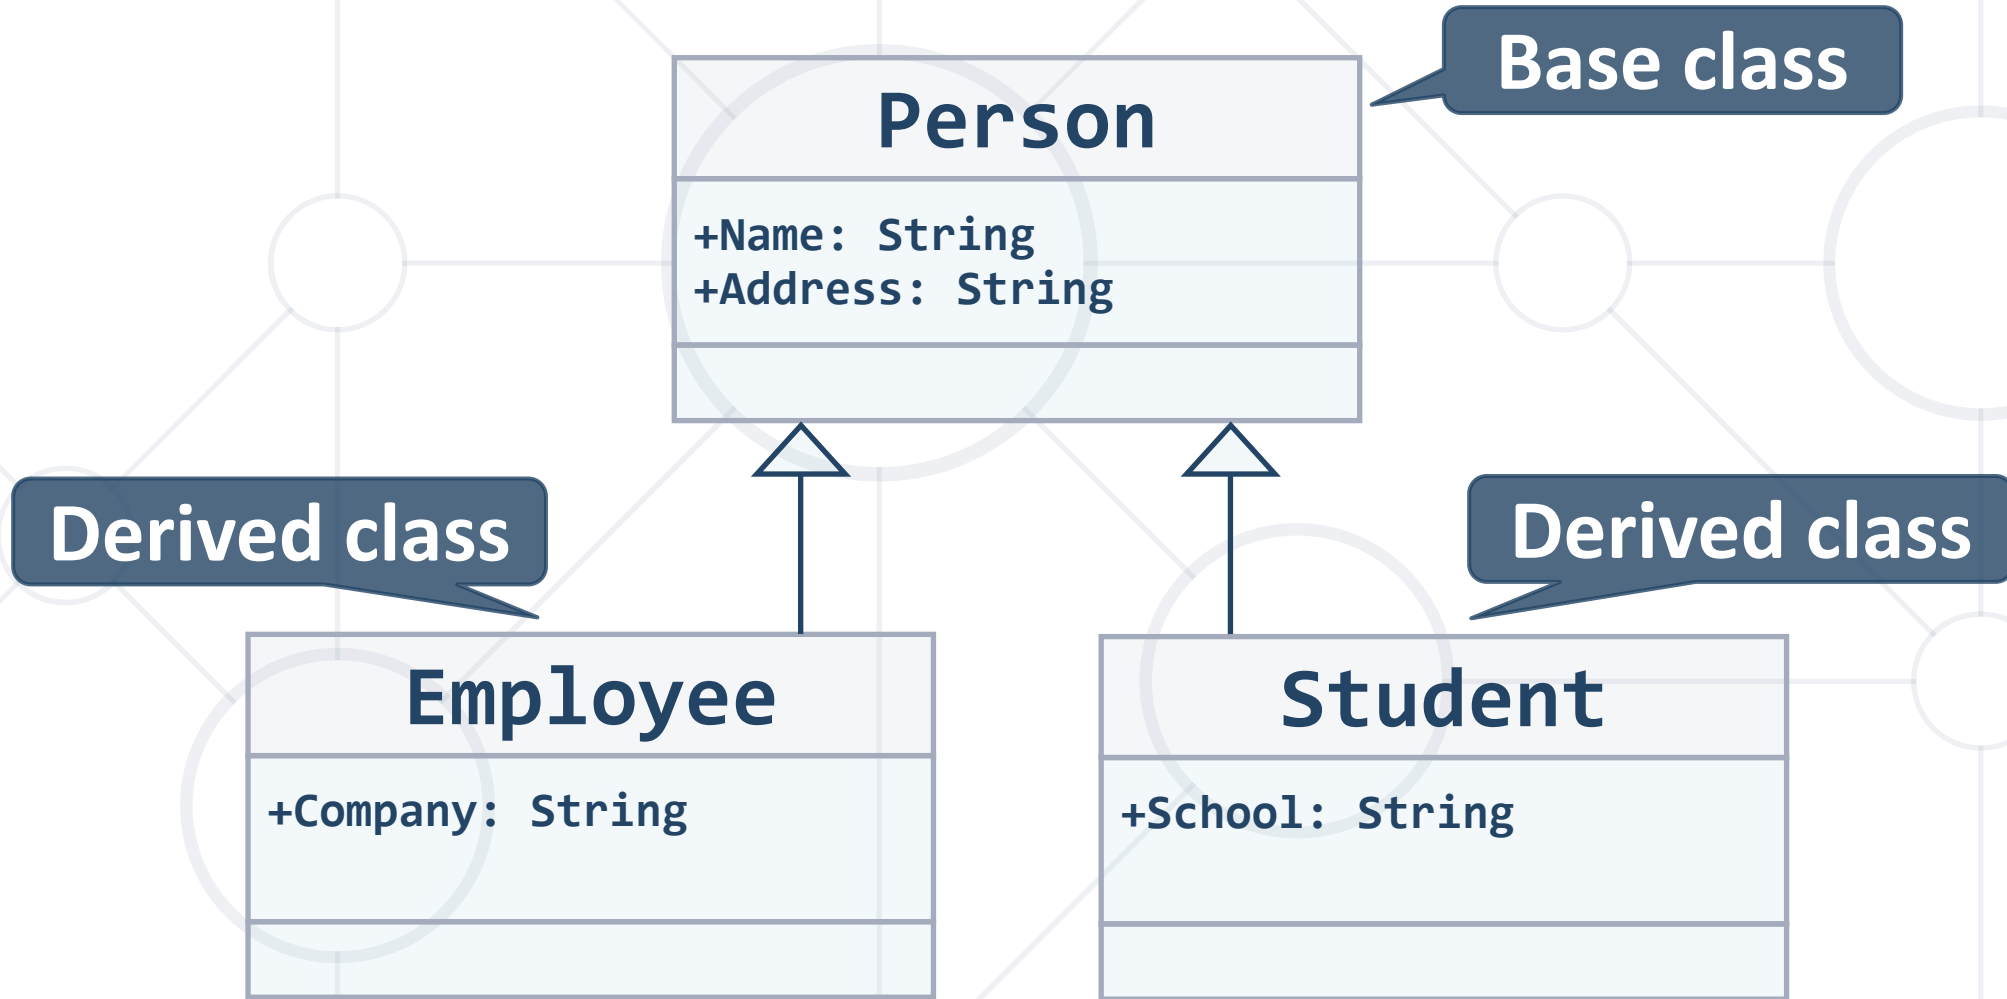 Base class
Person
+Name: String
+Address: String
Derived class
Derived class
Employee
+Company: String
Student
+School: String